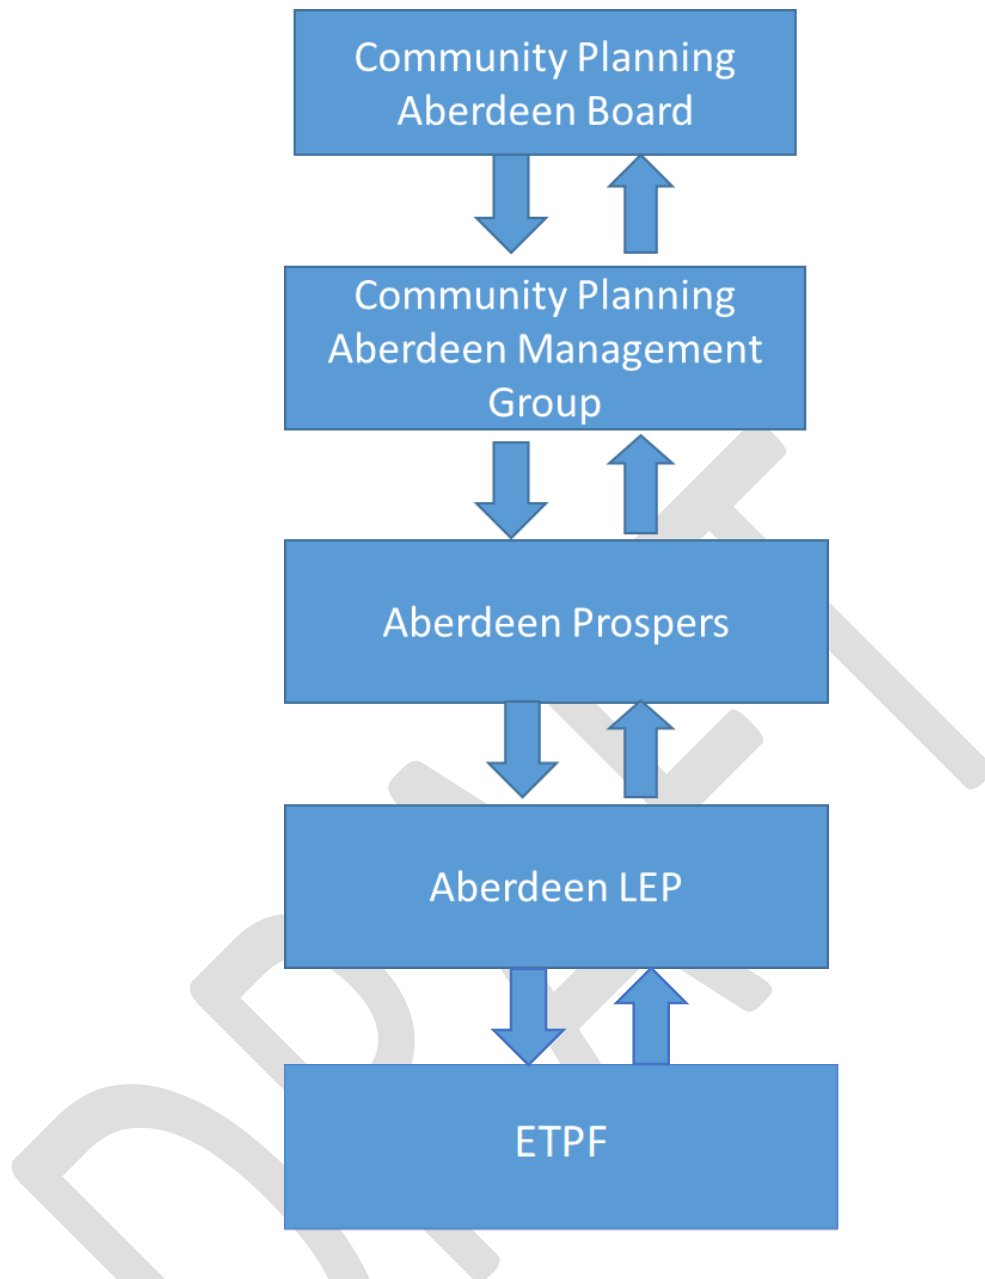 Community Planning
Aberdeen Board
Community Planning
Aberdeen Management
Group
Aberdeen Prospers
Aberdeen LEP
ETPF
DRAFT